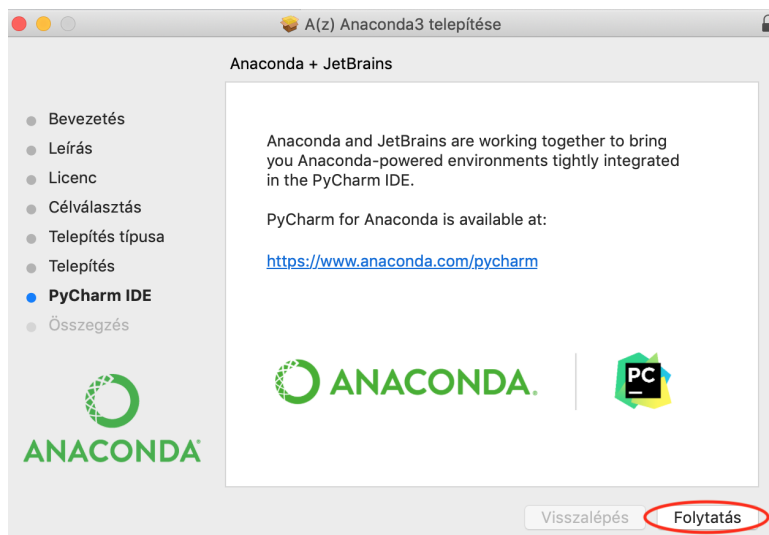 A(z) Anaconda3 telepítése
Anaconda + JetBrains
Bevezetés
Leírás
Licenc
Célválasztás
Telepítés típusa
Telepítés
PyCharm IDE
Összegzés
ANACONDA
Anaconda and JetBrains are working together to bring
you Anaconda-powered environments tightly integrated
in the PyCharm IDE.
PyCharm for Anaconda is available at:
https://www.anaconda.com/pycharm
ANACONDA.
PC
Visszalépés
Folytatás